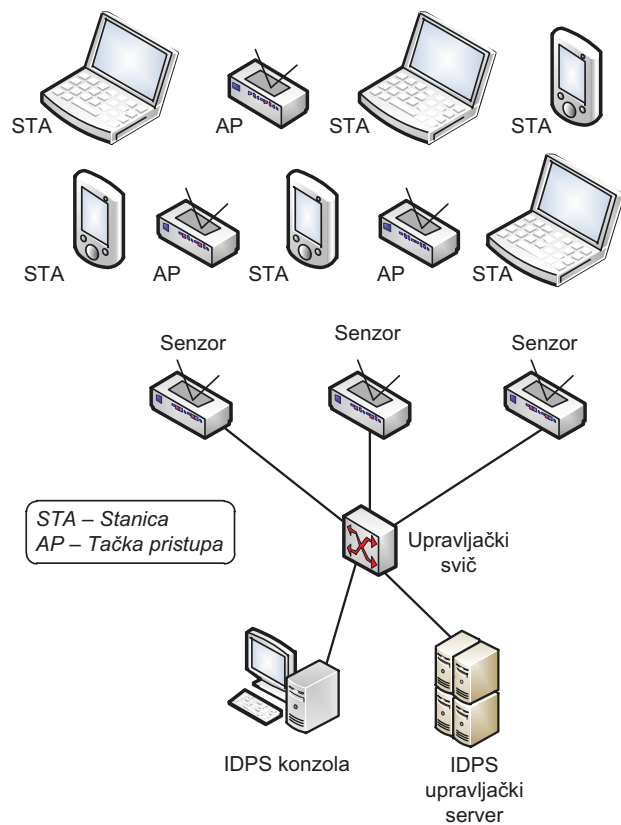 STA
AP
STA
STA
STA
AP
STA
AP
STA
Senzor
Senzor
Senzor
STA – Stanica
AP – Tačka pristupa
Upravljački
svič
IDPS konzola
IDPS
upravljački
server